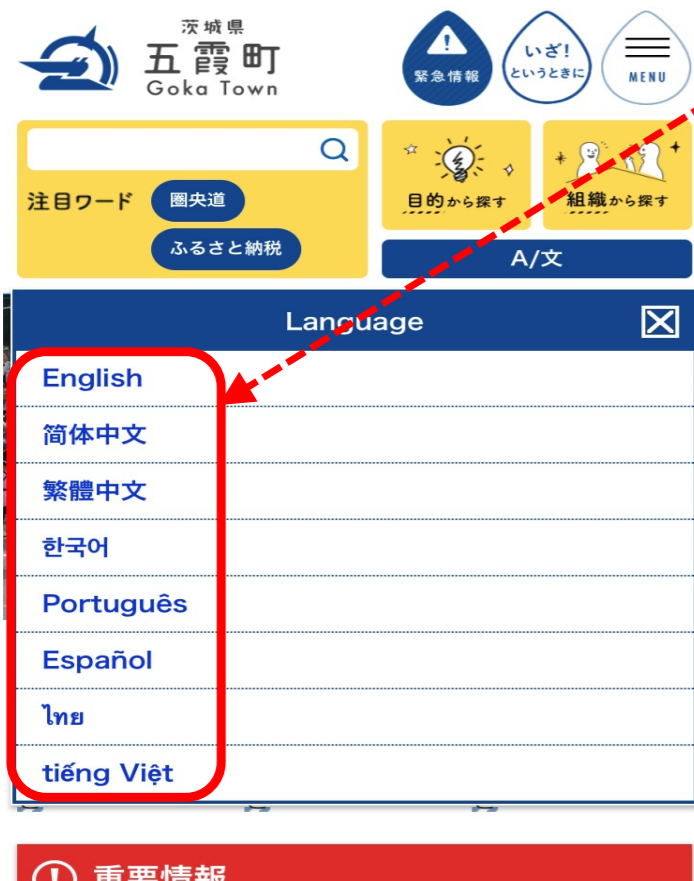 茨城県
五霞町
Goka Town
緊急情報
いざ!
というときに
MENU
注目ワード
圏央道
ふるさと納税
目的から探す
組織から探す
A/文
Language
English
简体中文
繁體中文
한국어
Português
Español
ไทย
tiếng Việt
重要情報